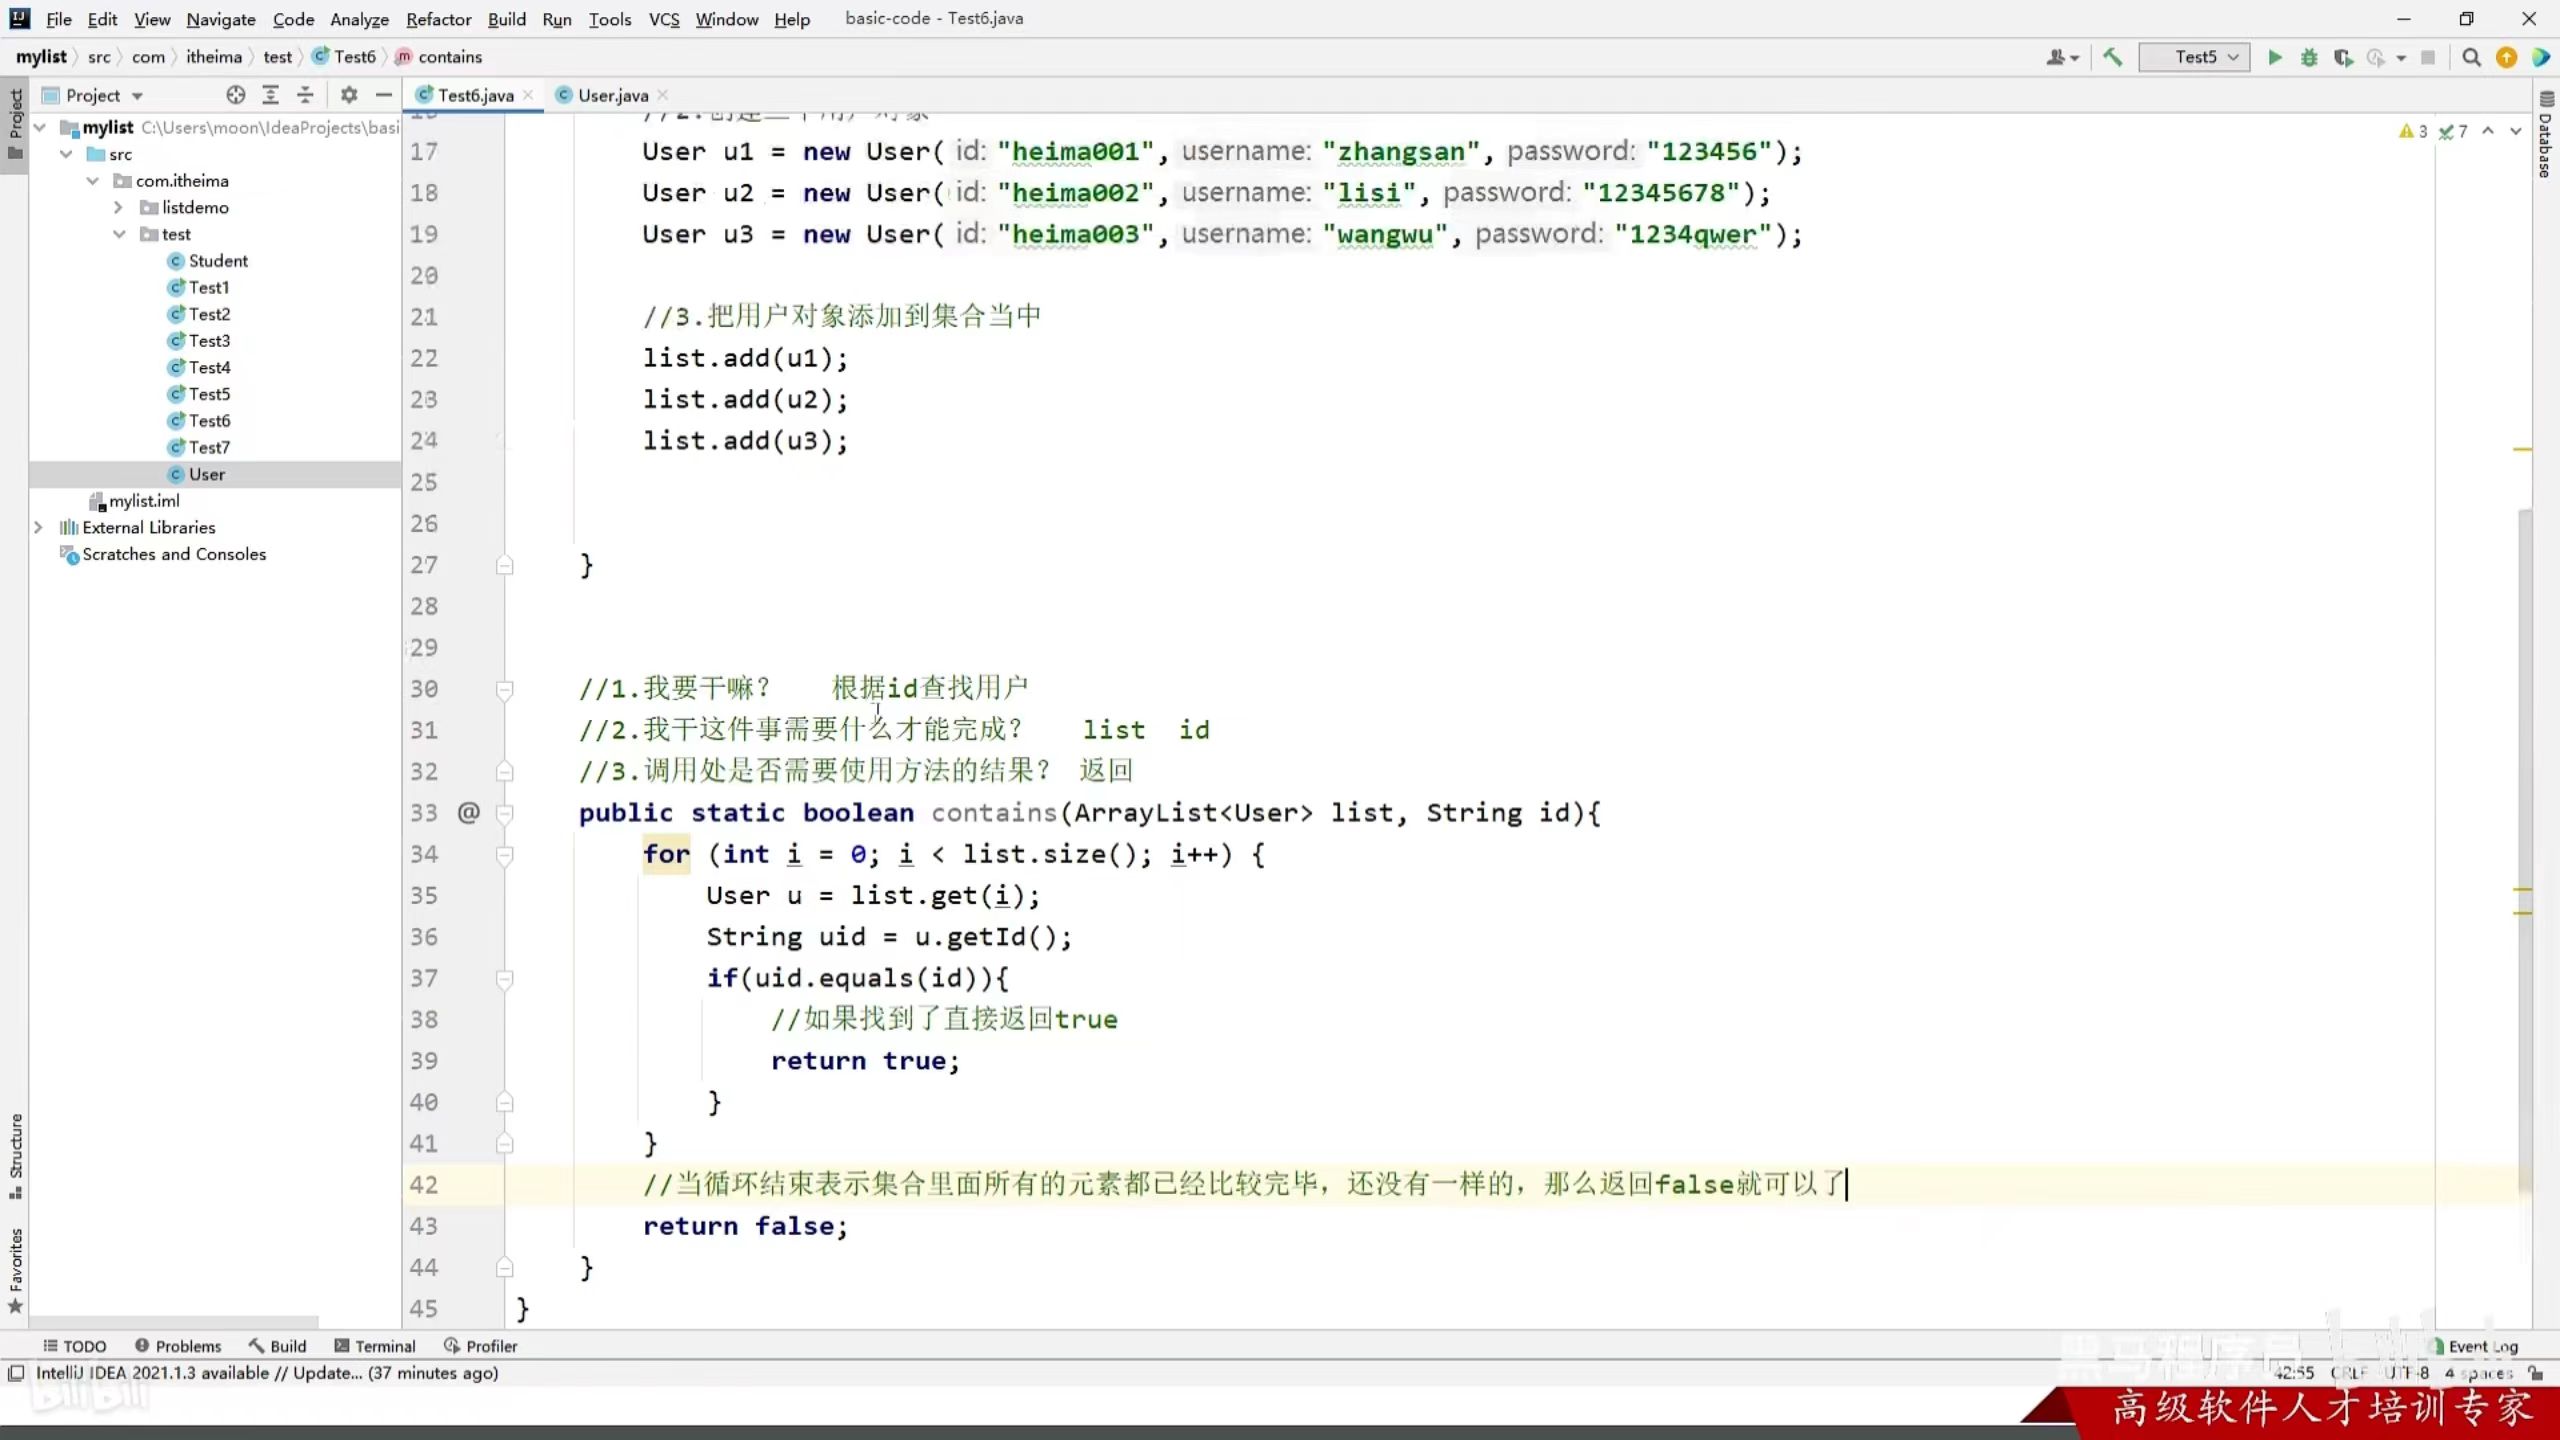 File Edit View Navigate Code Analyze Refactor Build Run Tools VCS Window Help basic-code - Test6.java
mylist src com itheima test Test6 contains Test5
Project Test6.java User.java
mylist C:\Users\moon\IdeaProjects\basi
src
com.itheima
listdemo
test
Student
Test1
Test2
Test3
Test4
Test5
Test6
Test7
User
mylist.iml
External Libraries
Scratches and Consoles
Project
Structure
Favorites
Database
3 7
17 User u1 = new User( id: "heima001", username: "zhangsan", password: "123456");
18 User u2 = new User( id: "heima002", username: "lisi", password: "12345678");
19 User u3 = new User( id: "heima003", username: "wangwu", password: "1234qwer");
20
21 //3.把用户对象添加到集合当中
22 list.add(u1);
23 list.add(u2);
24 list.add(u3);
25
26
27 }
28
29
30 //1.我要干嘛? 根据id查找用户
31 //2.我干这件事需要什么才能完成? list id
32 //3.调用处是否需要使用方法的结果? 返回
33 @ public static boolean contains(ArrayList<User> list, String id){
34 for (int i = 0; i < list.size(); i++) {
35 User u = list.get(i);
36 String uid = u.getId();
37 if(uid.equals(id)){
38 //如果找到了直接返回true
39 return true;
40 }
41 }
42 //当循环结束表示集合里面所有的元素都已经比较完毕，还没有一样的，那么返回false就可以了
43 return false;
44 }
45 }
TODO Problems Build Terminal Profiler Event Log
IntelliJ IDEA 2021.1.3 available // Update... (37 minutes ago) 42:55 CRLF UTF-8 4 spaces
高级软件人才培训专家